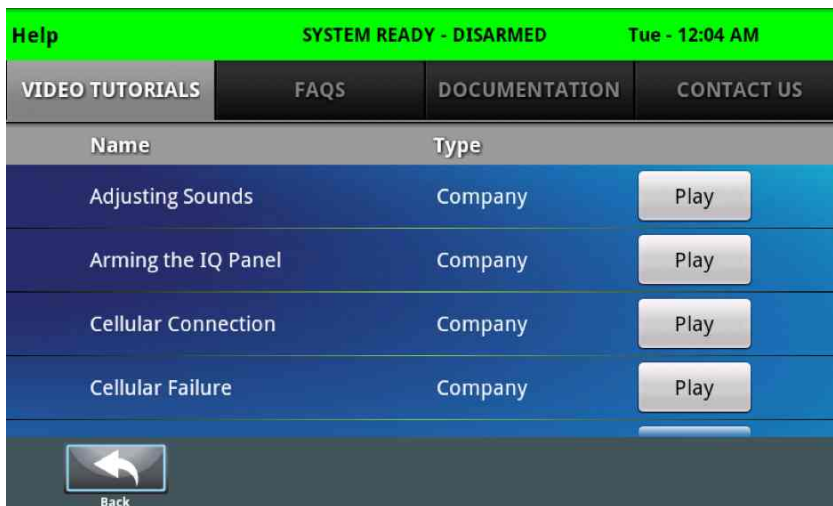 Help SYSTEM READY - DISARMED Tue - 12:04 AM
VIDEO TUTORIALS FAQS DOCUMENTATION CONTACT US
Name Type
Adjusting Sounds Company Play
Arming the IQ Panel Company Play
Cellular Connection Company Play
Cellular Failure Company Play
Back